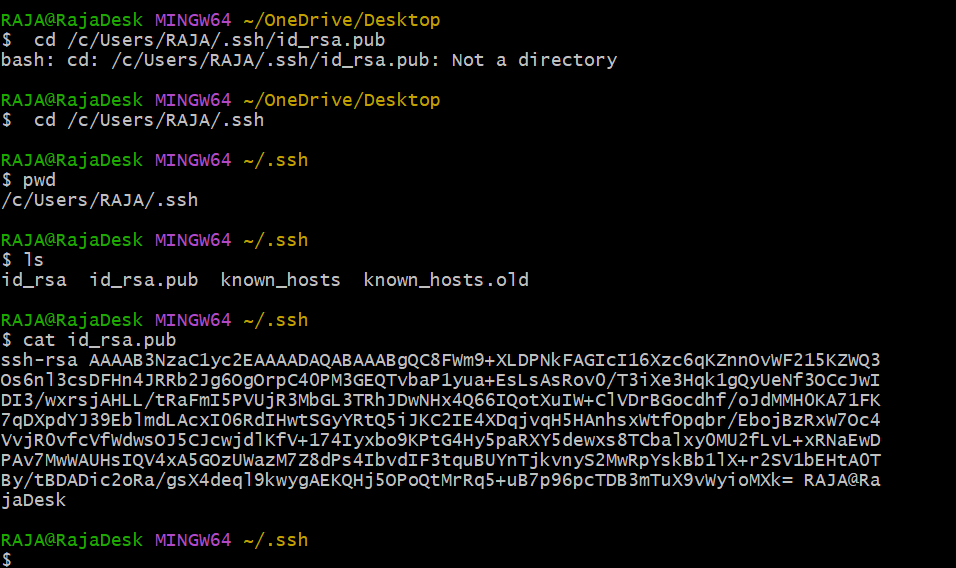 RAJA@RajaDesk MINGW64 ~/OneDrive/Desktop
$  cd /c/Users/RAJA/.ssh/id_rsa.pub
bash: cd: /c/Users/RAJA/.ssh/id_rsa.pub: Not a directory
RAJA@RajaDesk MINGW64 ~/OneDrive/Desktop
$  cd /c/Users/RAJA/.ssh
RAJA@RajaDesk MINGW64 ~/.ssh
$ pwd
/c/Users/RAJA/.ssh
RAJA@RajaDesk MINGW64 ~/.ssh
$ ls
id_rsa  id_rsa.pub  known_hosts  known_hosts.old
RAJA@RajaDesk MINGW64 ~/.ssh
$ cat id_rsa.pub
ssh-rsa AAAAB3NzaC1yc2EAAAADAQABAAABgQC8FWm9+XLDPNkFAGIcI16Xzc6qKZnnOvWF215KZWQ3
Os6nl3csDFHn4JRRb2Jg6OgOrpC40PM3GEQTvbaP1yua+EsLsAsRovO/T3iXe3Hqk1gQyUeNf3OCcJwI
DI3/wxrsjAHLL/tRaFmI5PVUjR3MbGL3TRhJDwNHx4Q66IQotXuIW+ClVDrBGocdhf/oJdMMH0KA71FK
7qDXpdYJ39EblmdLAcxI06RdIHwtSGyYRtQ5iJKC2IE4XDqjvqH5HAnhsxWtfOpqbr/EbojBzRxW7Oc4
VvjR0vfcVfWdwsOJ5CJcwjdlKfV+174Iyxbo9KPtG4Hy5paRXY5dewxs8TCbalxy0MU2fLvL+xRNaEwD
PAv7MwWAUHsIQV4xA5GOzUWazM7Z8dPs4IbvdIF3tquBUYnTjkvnyS2MwRpYskBb1lX+r2SV1bEHtA0T
By/tBDADic2oRa/gsX4deql9kwygAEKQHj5OPoQtMrRq5+uB7p96pcTDB3mTuX9vWyioMXk= RAJA@Ra
jaDesk
RAJA@RajaDesk MINGW64 ~/.ssh
$